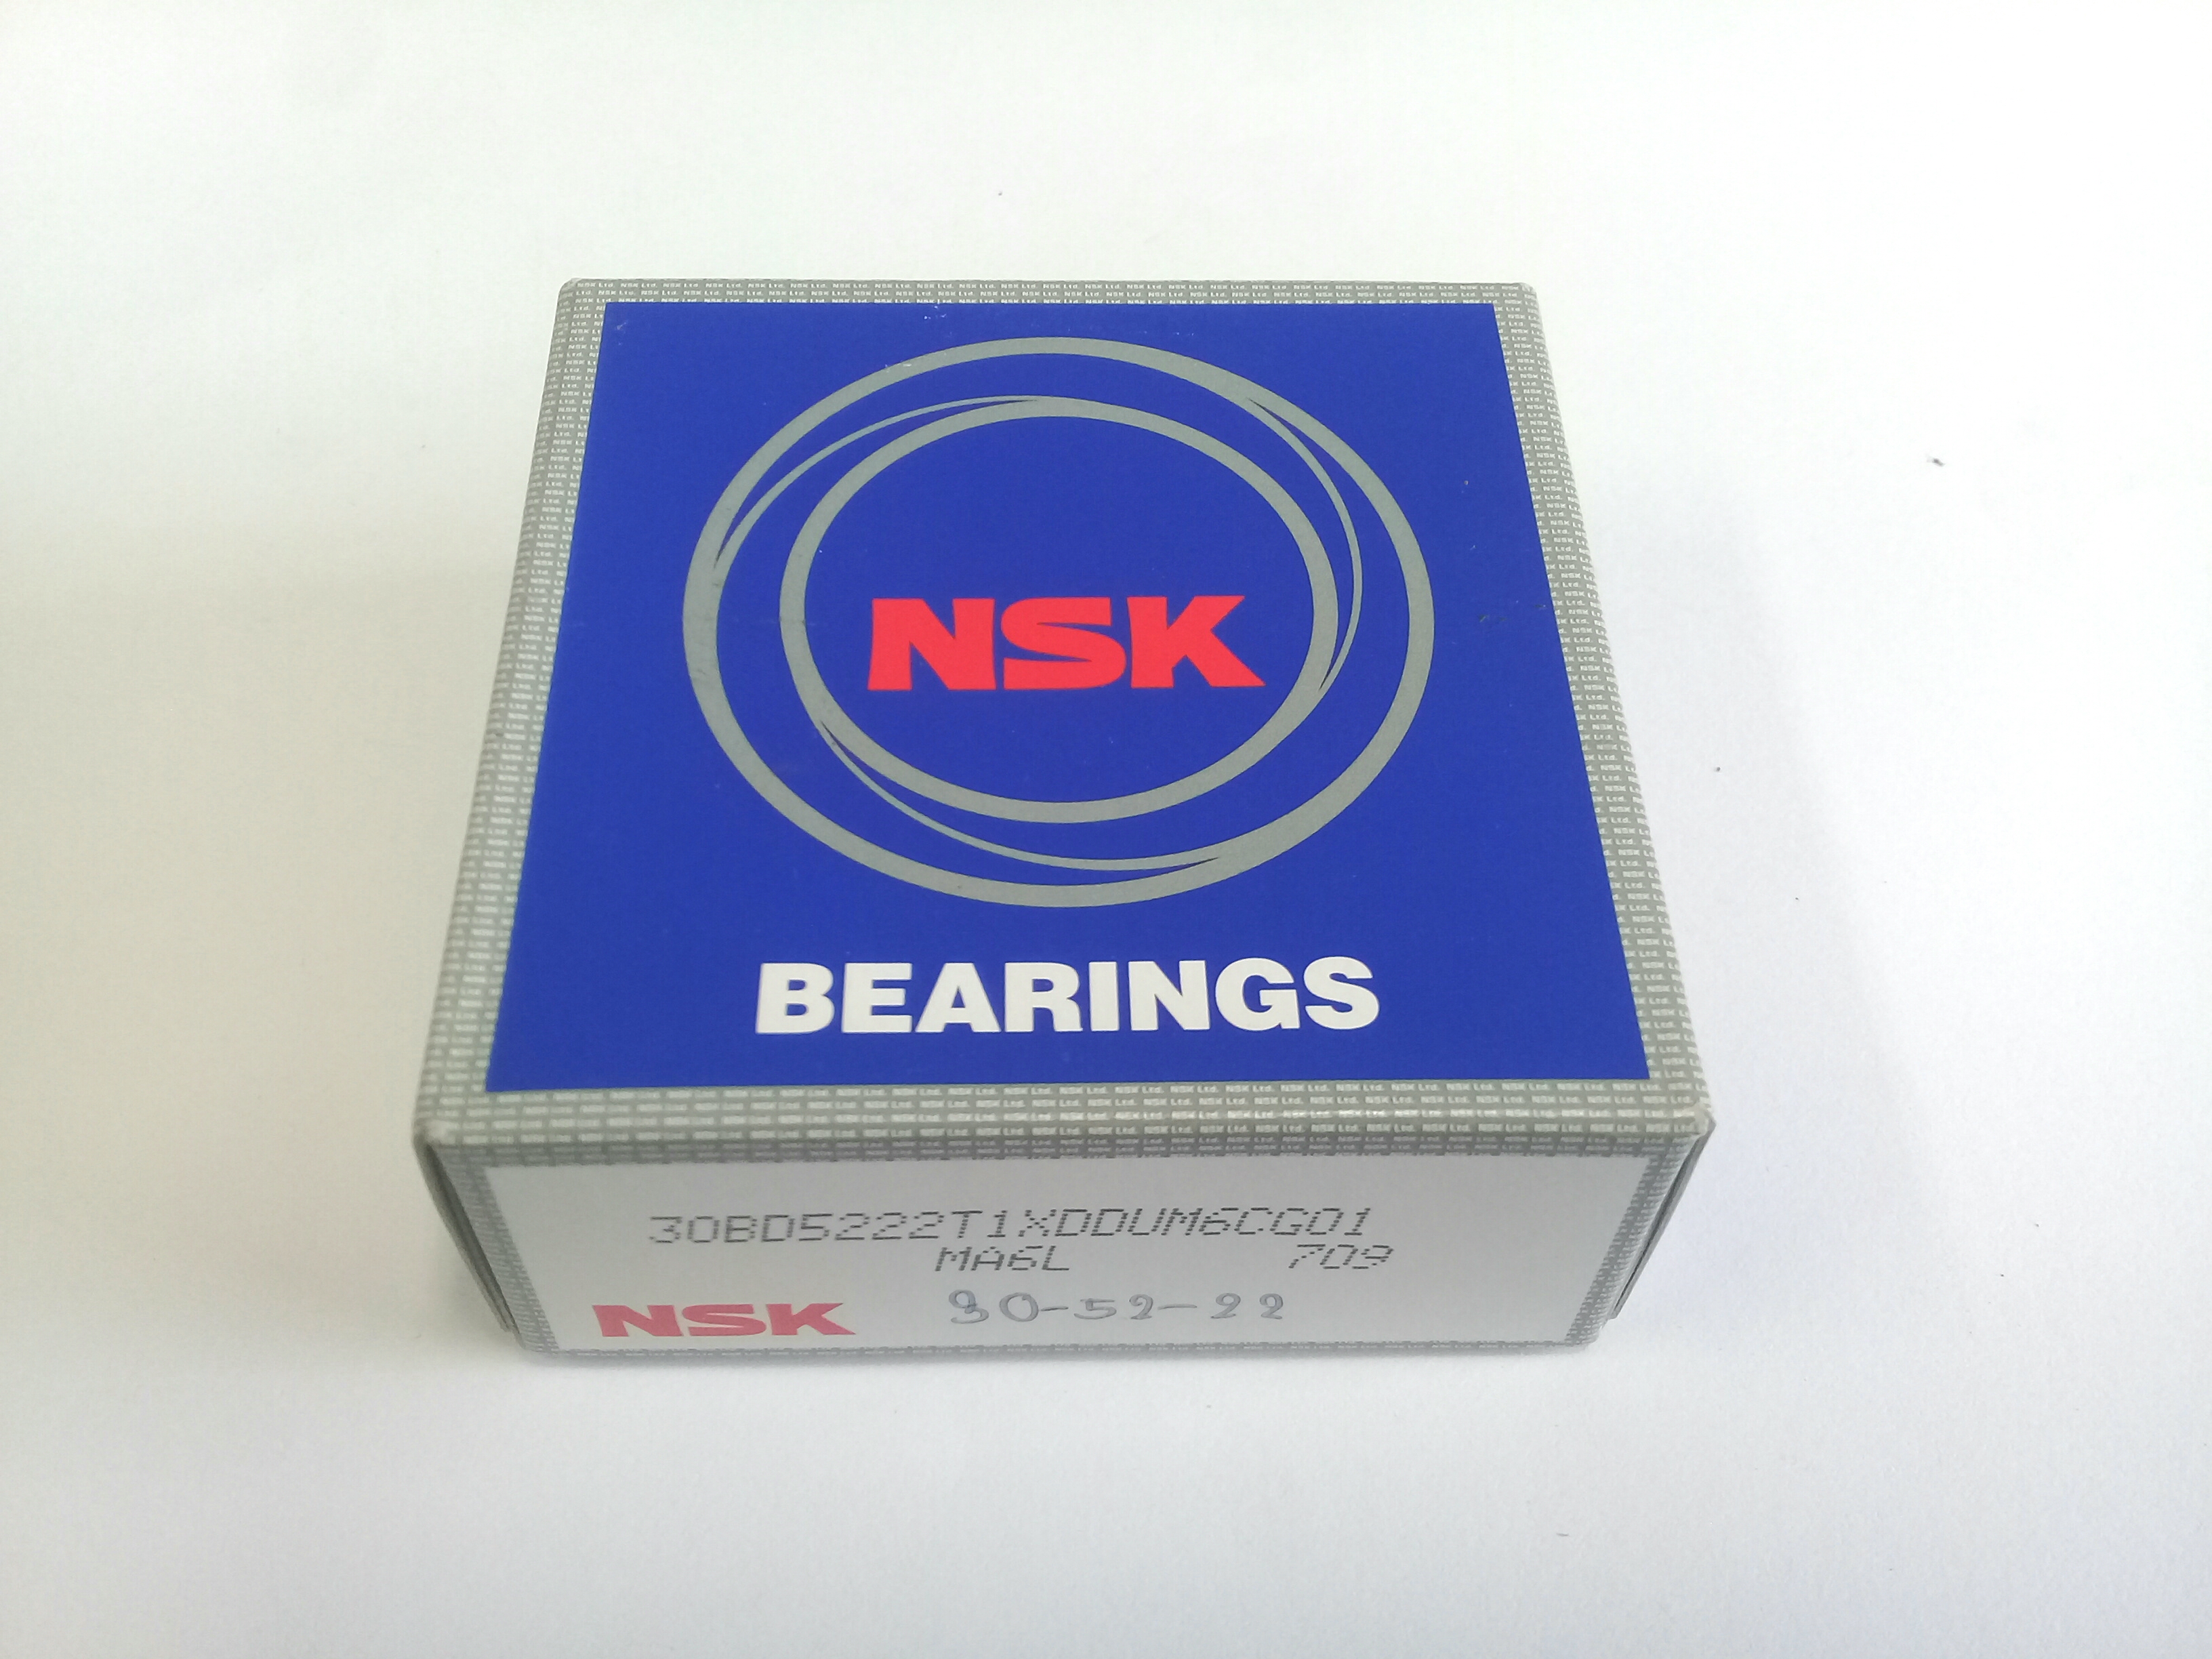 NSK
BEARINGS
30BD5222T1XDDUM6CG01
MA6L 709
NSK 30-52-22